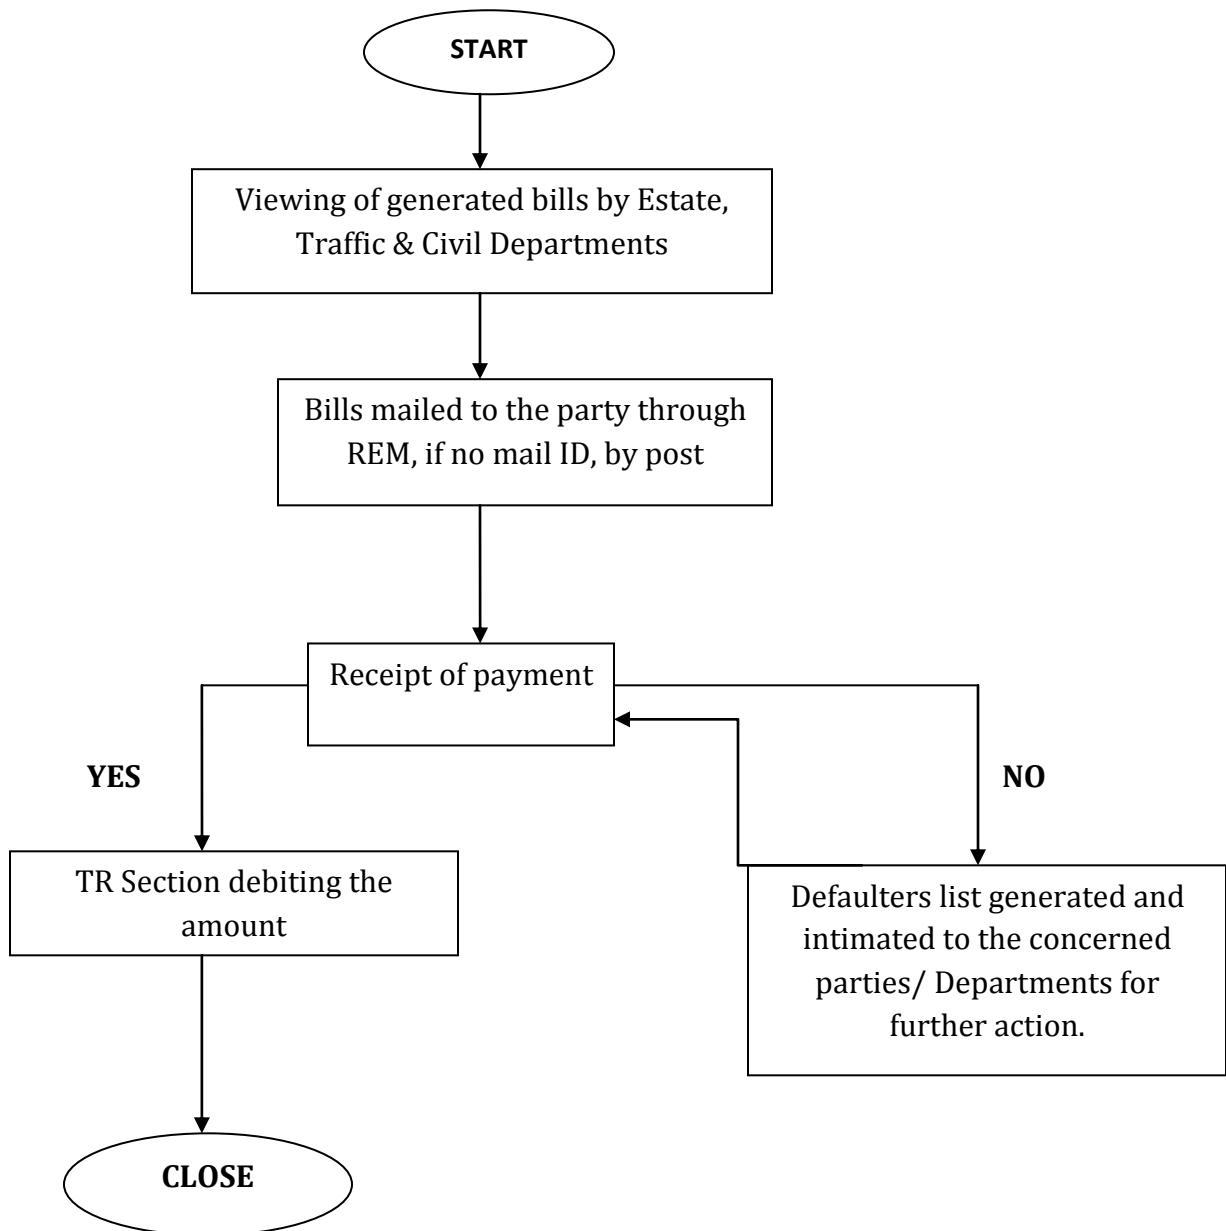 START
Viewing of generated bills by Estate,
Traffic & Civil Departments
Bills mailed to the party through
REM, if no mail ID, by post
Receipt of payment
YES
NO
TR Section debiting the
amount
Defaulters list generated and
intimated to the concerned
parties/ Departments for
further action.
CLOSE